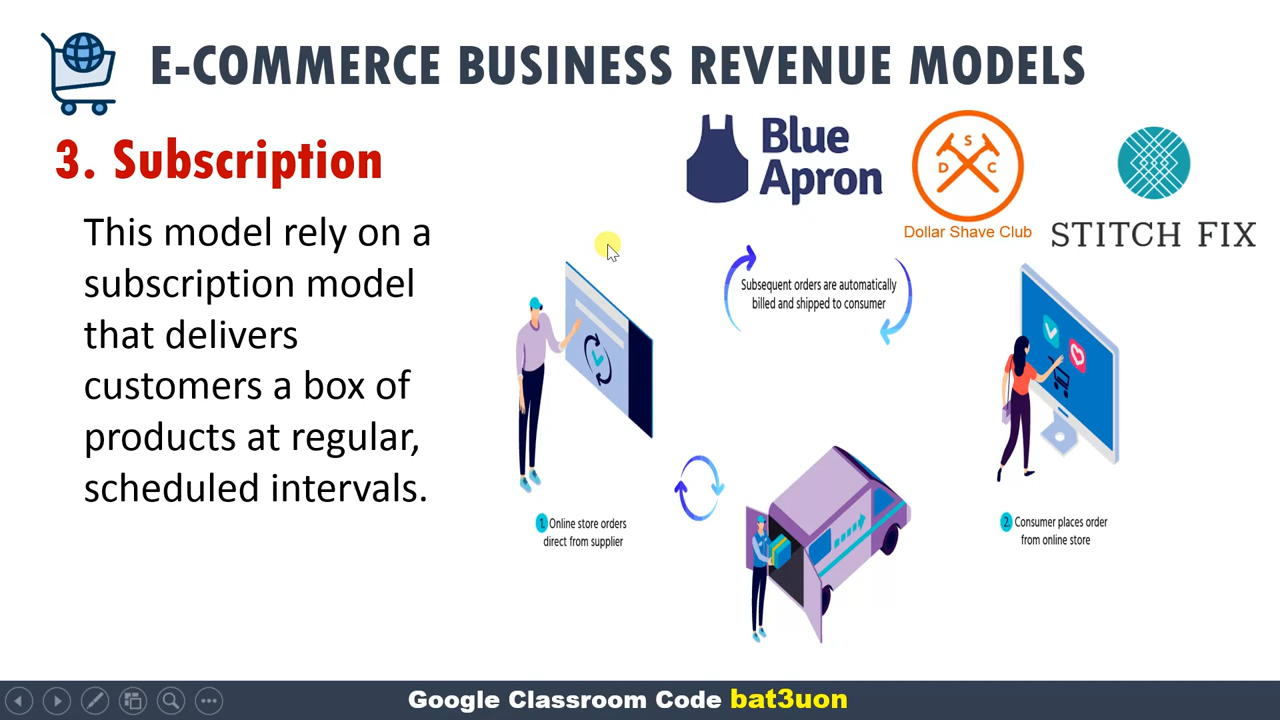 E-COMMERCE BUSINESS REVENUE MODELS
3. Subscription
This model rely on a
subscription model
that delivers
customers a box of
products at regular,
scheduled intervals.
Blue
Apron
D S C
Dollar Shave Club
STITCH FIX
Subsequent orders are automatically
billed and shipped to consumer
1. Online store orders
direct from supplier
2. Consumer places order
from online store
Google Classroom Code bat3uon